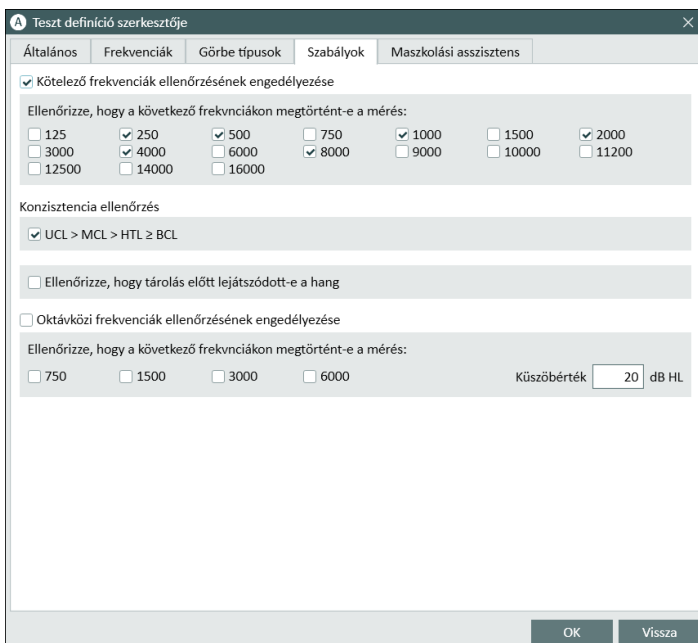 A Teszt definíció szerkesztője
Általános Frekvenciák Görbe típusok Szabályok Maszkolási asszisztens
Kötelező frekvenciák ellenőrzésének engedélyezése
Ellenőrizze, hogy a következő frekvnciákon megtörtént-e a mérés:
125 250 500 750 1000 1500 2000
3000 4000 6000 8000 9000 10000 11200
12500 14000 16000
Konzisztencia ellenőrzés
UCL > MCL > HTL ≥ BCL
Ellenőrizze, hogy tárolás előtt lejátszódott-e a hang
Oktávközi frekvenciák ellenőrzésének engedélyezése
Ellenőrizze, hogy a következő frekvnciákon megtörtént-e a mérés:
750 1500 3000 6000 Küszöbérték 20 dB HL
OK Vissza